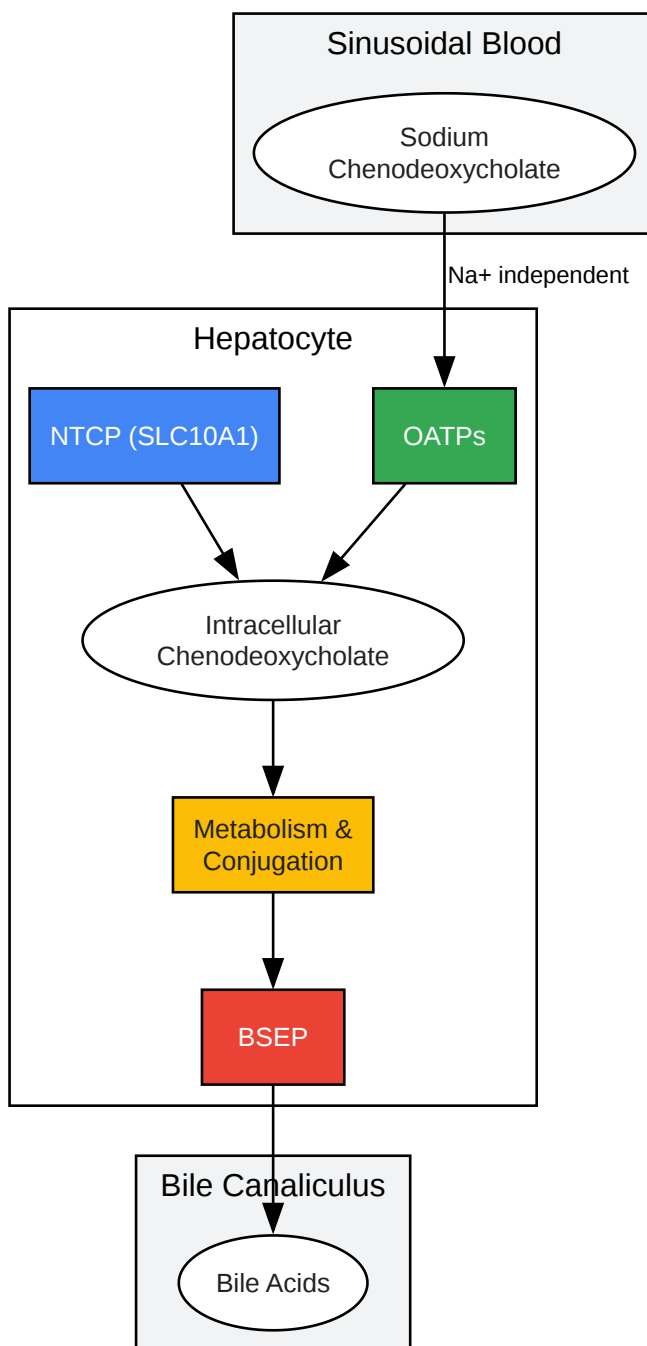 Sinusoidal Blood
Sodium
Chenodeoxycholate
Na+ independent
Hepatocyte
NTCP (SLC10A1)
OATPs
Intracellular
Chenodeoxycholate
Metabolism &
Conjugation
BSEP
Bile Canaliculus
Bile Acids